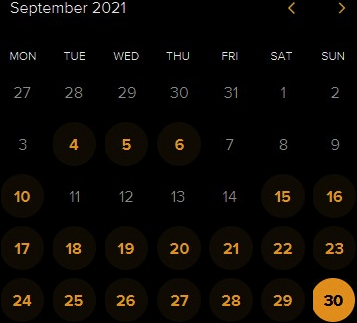 September 2021
MON TUE WED THU FRI SAT SUN
27 28 29 30 31 1 2
3 4 5 6 7 8 9
10 11 12 13 14 15 16
17 18 19 20 21 22 23
24 25 26 27 28 29 30